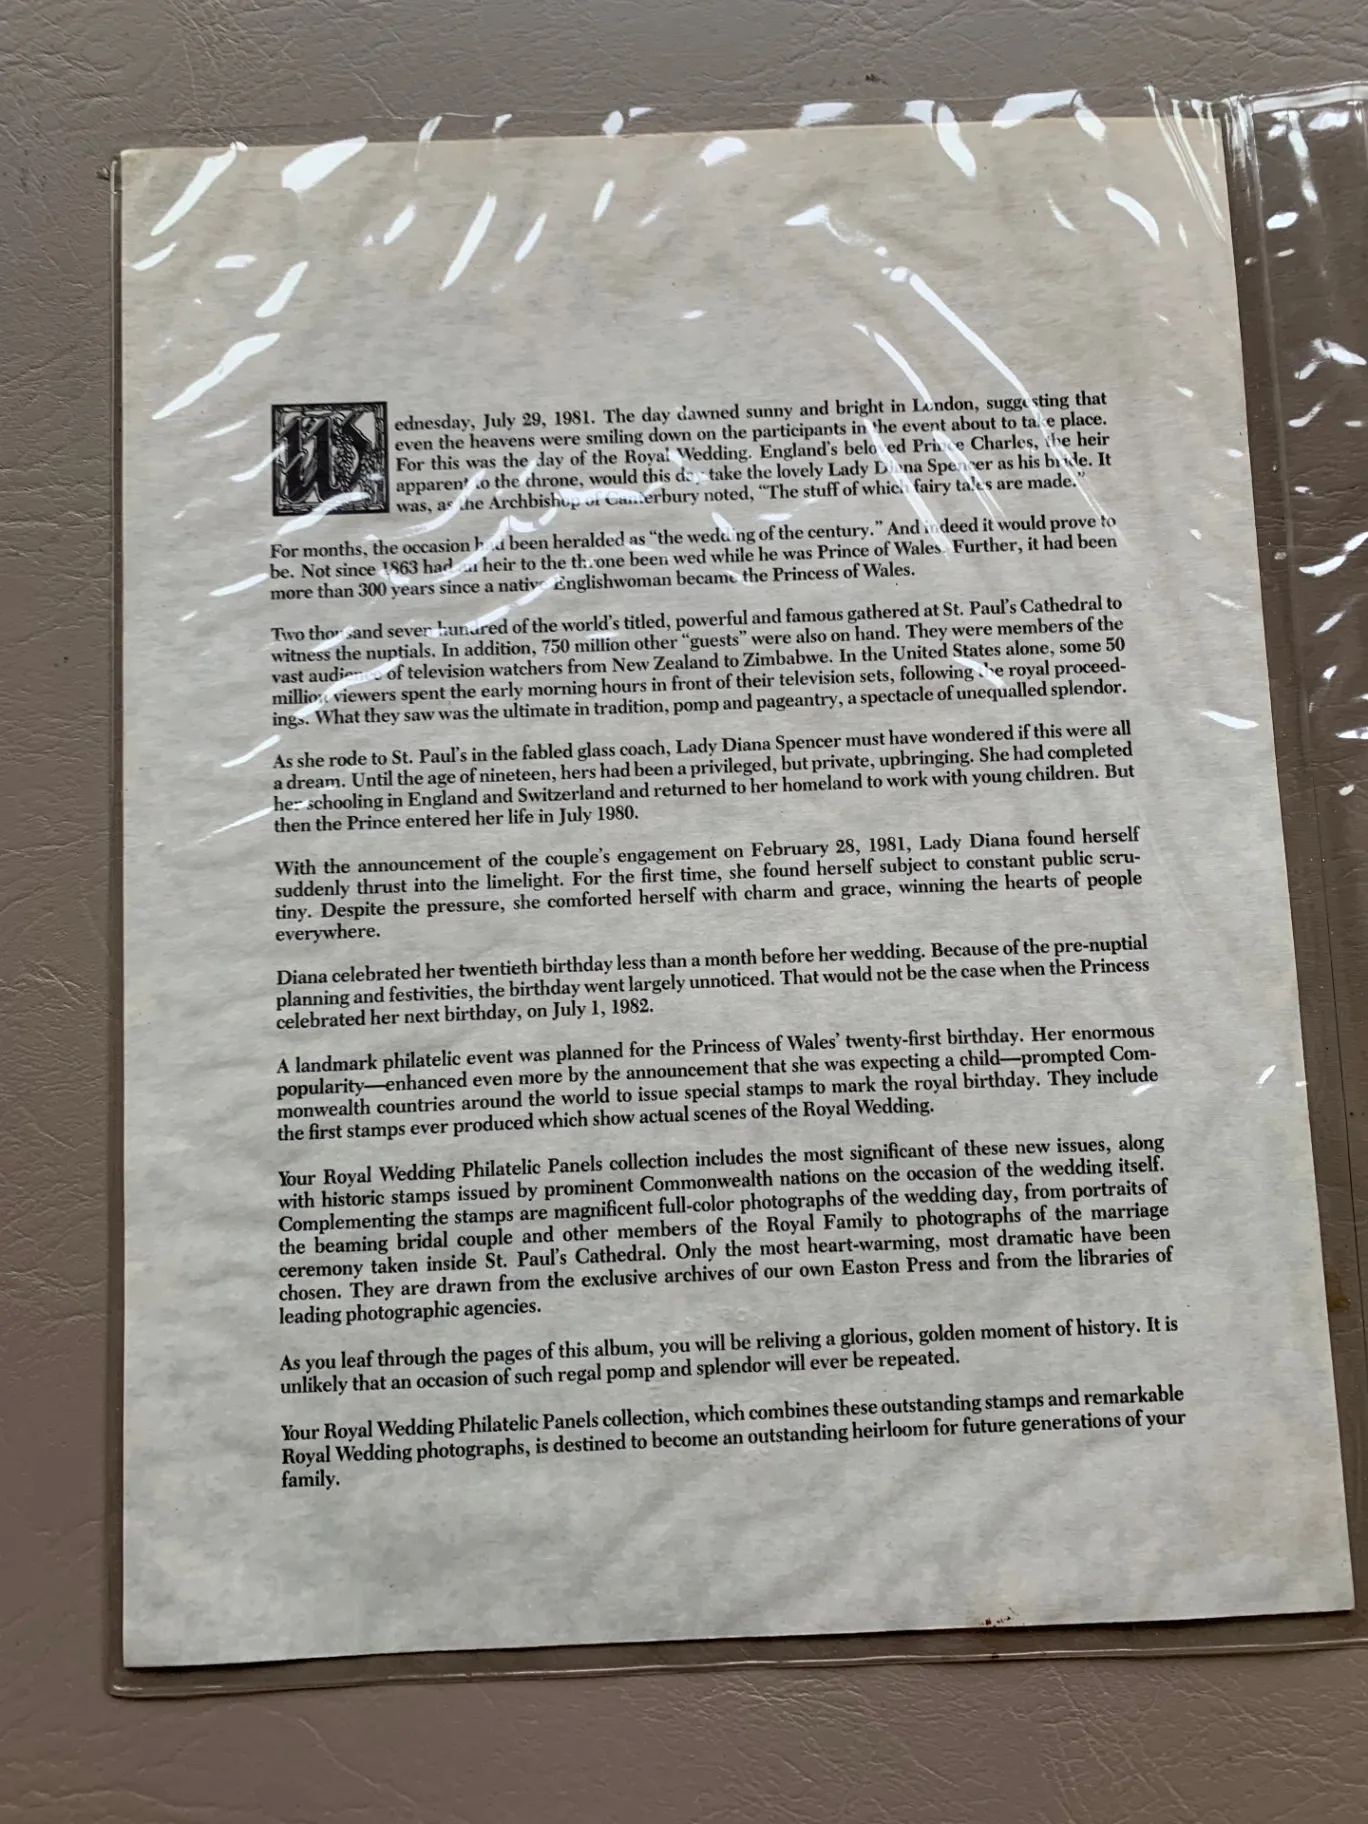 Wednesday, July 29, 1981. The day dawned sunny and bright in London, suggesting that
even the heavens were smiling down on the participants in the event about to take place.
For this was the day of the Royal Wedding. England's beloved Prince Charles, the heir
apparent to the throne, would this day take the lovely Lady Diana Spencer as his bride. It
was, as the Archbishop of Canterbury noted, “The stuff of which fairy tales are made.”
For months, the occasion had been heralded as “the wedding of the century.” And indeed it would prove to
be. Not since 1863 had an heir to the throne been wed while he was Prince of Wales. Further, it had been
more than 300 years since a native Englishwoman became the Princess of Wales.
Two thousand seven hundred of the world's titled, powerful and famous gathered at St. Paul's Cathedral to
witness the nuptials. In addition, 750 million other “guests” were also on hand. They were members of the
vast audience of television watchers from New Zealand to Zimbabwe. In the United States alone, some 50
million viewers spent the early morning hours in front of their television sets, following the royal proceed-
ings. What they saw was the ultimate in tradition, pomp and pageantry, a spectacle of unequalled splendor.
As she rode to St. Paul's in the fabled glass coach, Lady Diana Spencer must have wondered if this were all
a dream. Until the age of nineteen, hers had been a privileged, but private, upbringing. She had completed
her schooling in England and Switzerland and returned to her homeland to work with young children. But
then the Prince entered her life in July 1980.
With the announcement of the couple's engagement on February 28, 1981, Lady Diana found herself
suddenly thrust into the limelight. For the first time, she found herself subject to constant public scru-
tiny. Despite the pressure, she comforted herself with charm and grace, winning the hearts of people
everywhere.
Diana celebrated her twentieth birthday less than a month before her wedding. Because of the pre-nuptial
planning and festivities, the birthday went largely unnoticed. That would not be the case when the Princess
celebrated her next birthday, on July 1, 1982.
A landmark philatelic event was planned for the Princess of Wales' twenty-first birthday. Her enormous
popularity—enhanced even more by the announcement that she was expecting a child—prompted Com-
monwealth countries around the world to issue special stamps to mark the royal birthday. They include
the first stamps ever produced which show actual scenes of the Royal Wedding.
Your Royal Wedding Philatelic Panels collection includes the most significant of these new issues, along
with historic stamps issued by prominent Commonwealth nations on the occasion of the wedding itself.
Complementing the stamps are magnificent full-color photographs of the wedding day, from portraits of
the beaming bridal couple and other members of the Royal Family to photographs of the marriage
ceremony taken inside St. Paul's Cathedral. Only the most heart-warming, most dramatic have been
chosen. They are drawn from the exclusive archives of our own Easton Press and from the libraries of
leading photographic agencies.
As you leaf through the pages of this album, you will be reliving a glorious, golden moment of history. It is
unlikely that an occasion of such regal pomp and splendor will ever be repeated.
Your Royal Wedding Philatelic Panels collection, which combines these outstanding stamps and remarkable
Royal Wedding photographs, is destined to become an outstanding heirloom for future generations of your
family.